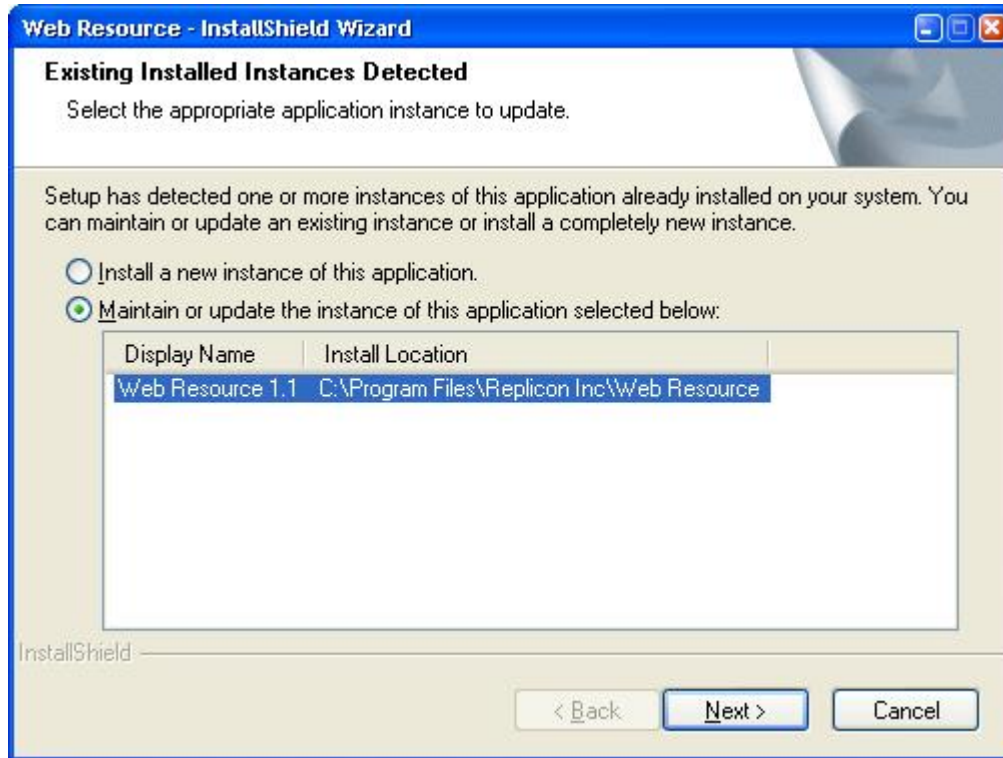 Web Resource - InstallShield Wizard
Existing Installed Instances Detected
Select the appropriate application instance to update.
Setup has detected one or more instances of this application already installed on your system. You
can maintain or update an existing instance or install a completely new instance.
Install a new instance of this application.
Maintain or update the instance of this application selected below:
Display Name Install Location
Web Resource 1.1 C:\Program Files\Replicon Inc\Web Resource
InstallShield
< Back Next > Cancel